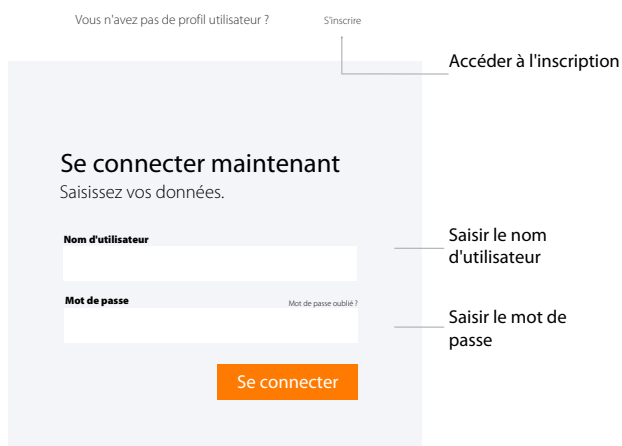 Vous n'avez pas de profil utilisateur ?
S'inscrire
Accéder à l'inscription
Se connecter maintenant
Saisissez vos données.
Nom d'utilisateur
Saisir le nom
d'utilisateur
Mot de passe
Mot de passe oublié ?
Saisir le mot de
passe
Se connecter